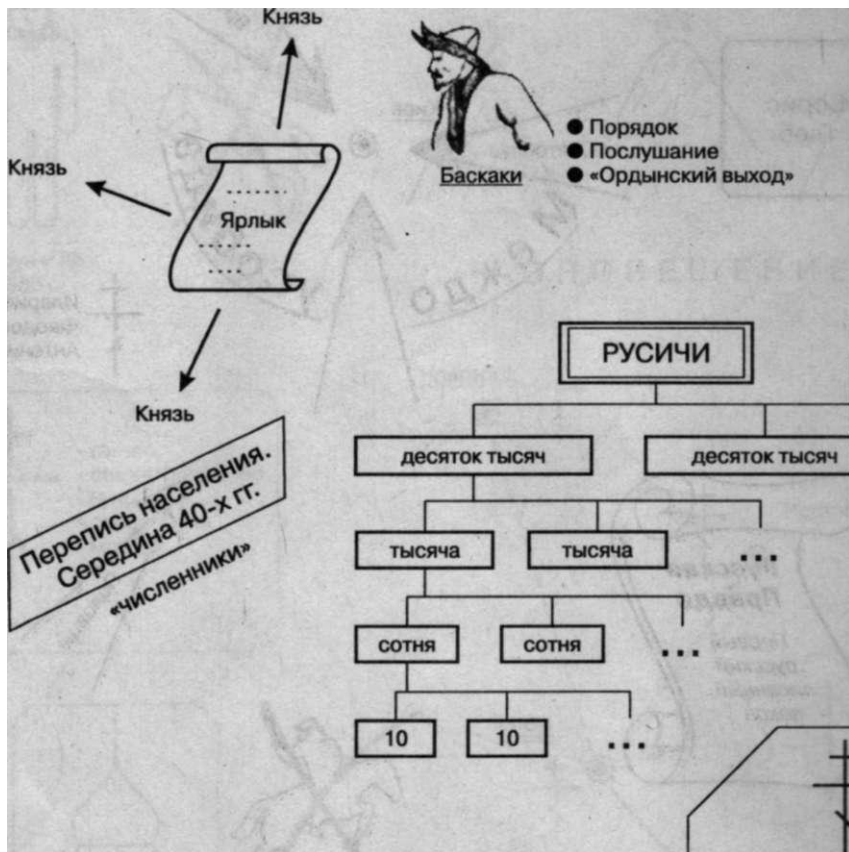 Князь
Князь
Ярлык
Князь
Баскаки
● Порядок
● Послушание
● «Ордынский выход»
Перепись населения.
Середина 40-х гг.
«численники»
РУСИЧИ
десяток тысяч
десяток тысяч
тысяча
тысяча
...
сотня
сотня
...
10
10
...